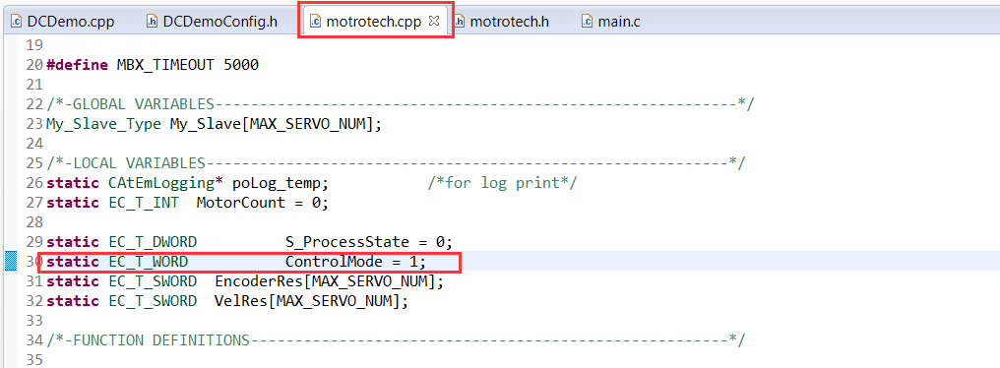 DCDemo.cpp DCDemoConfig.h motrotech.cpp motrotech.h main.c
19
20 #define MBX_TIMEOUT 5000
21
22 /*-GLOBAL VARIABLES-----------------------------------------------------------*/
23 My_Slave_Type My_Slave[MAX_SERVO_NUM];
24
25 /*-LOCAL VARIABLES-----------------------------------------------------------*/
26 static CAtEmLogging* poLog_temp; /*for log print*/
27 static EC_T_INT MotorCount = 0;
28
29 static EC_T_DWORD S_ProcessState = 0;
30 static EC_T_WORD ControlMode = 1;
31 static EC_T_SWORD EncoderRes[MAX_SERVO_NUM];
32 static EC_T_SWORD VelRes[MAX_SERVO_NUM];
33
34 /*-FUNCTION DEFINITIONS------------------------------------------------------*/
35